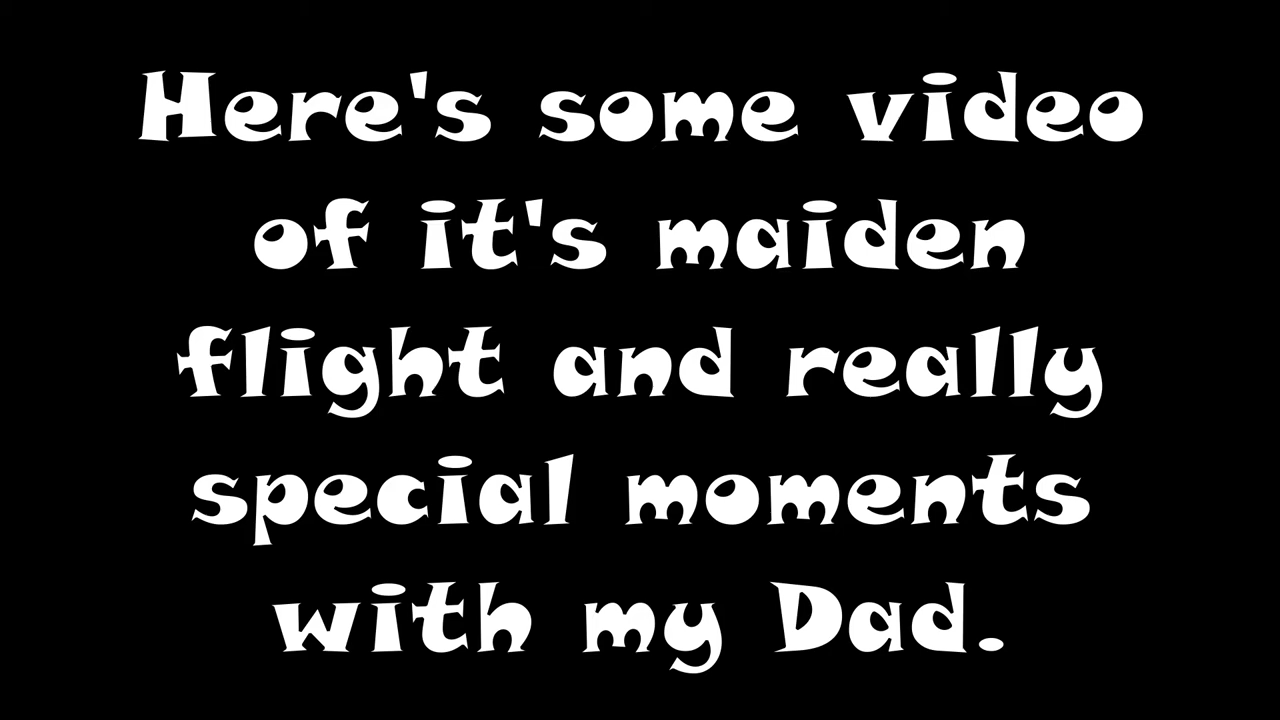 Here's some video
of it's maiden
flight and really
special moments
with my Dad.